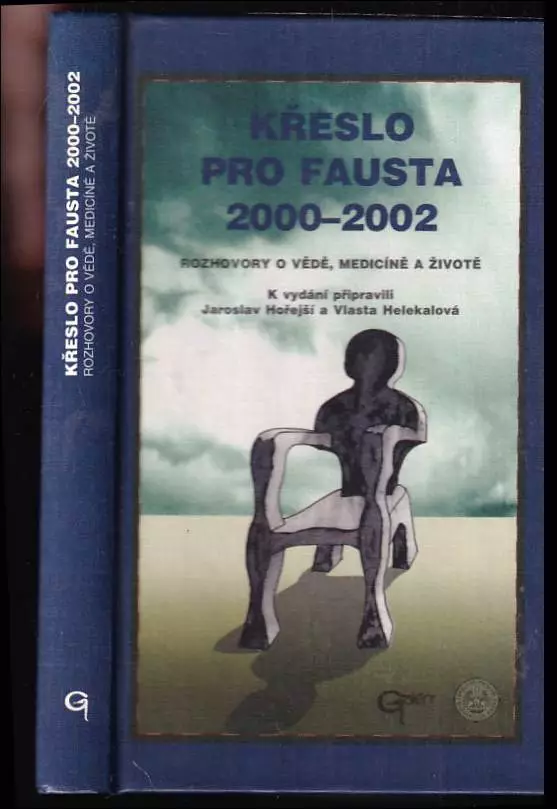 KŘESLO PRO FAUSTA 2000–2002
ROZHOVORY O VĚDĚ, MEDICÍNĚ A ŽIVOTĚ
KŘESLO
PRO FAUSTA
2000–2002
ROZHOVORY O VĚDĚ, MEDICÍNĚ A ŽIVOTĚ
K vydání připravili
Jaroslav Hořejší a Vlasta Helekalová
Galén